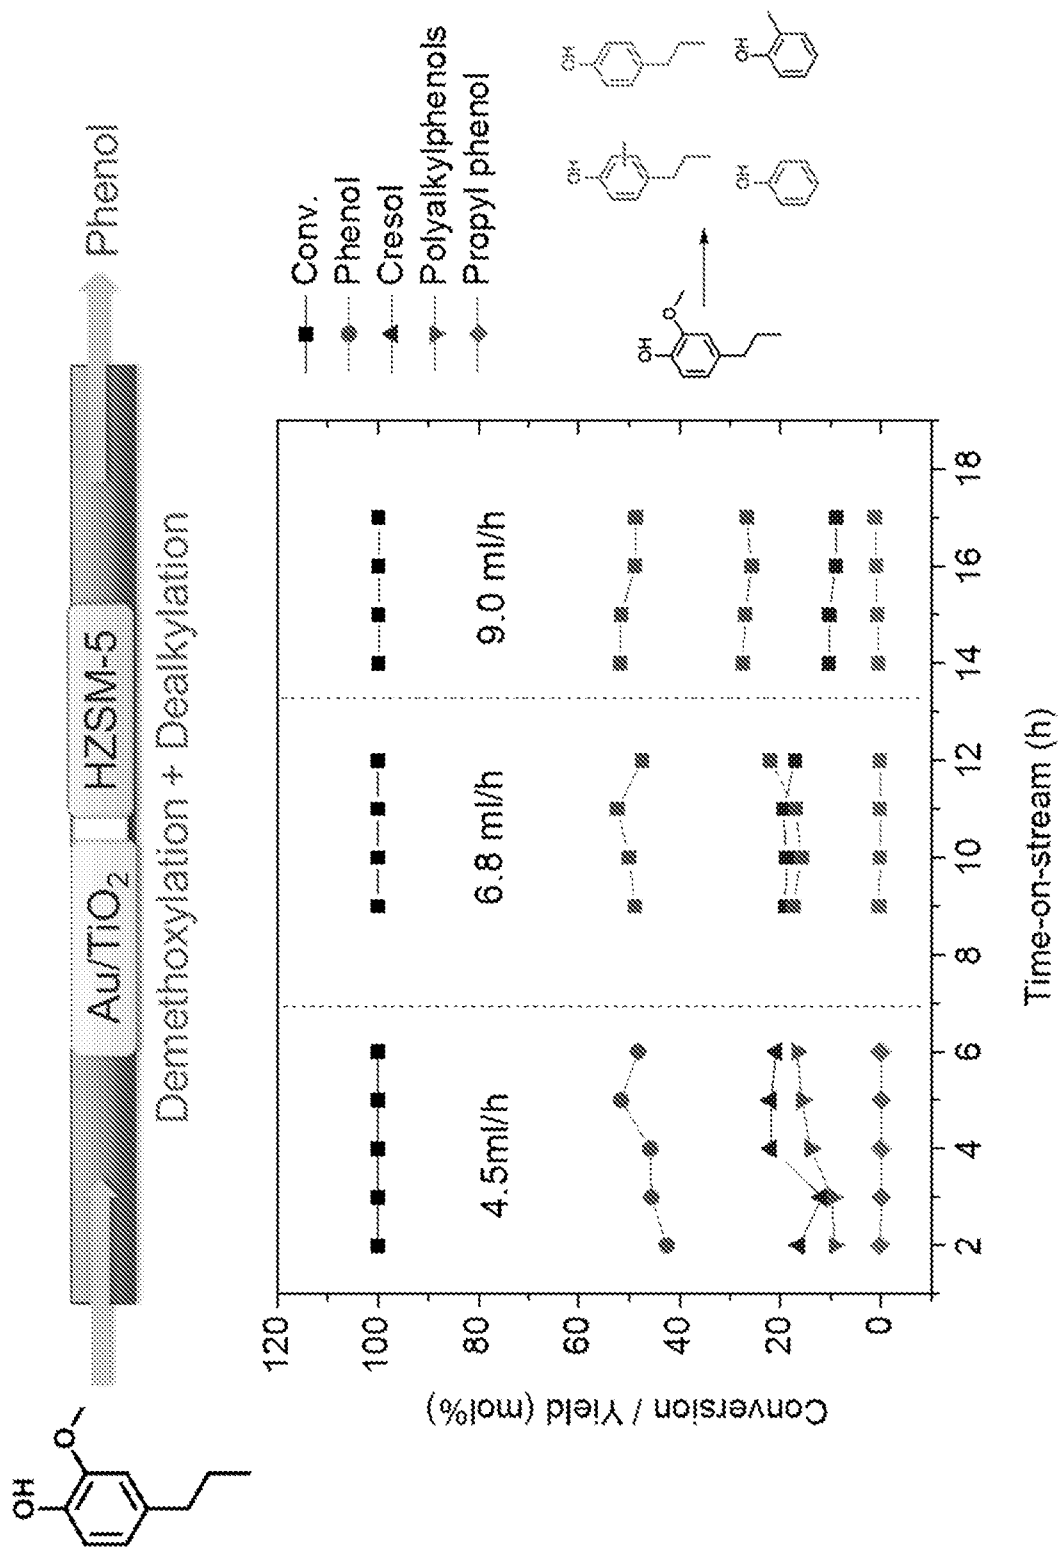 OH
O
Au/TiO₂
HZSM-5
Phenol
Demethoxylation + Dealkylation
Conversion / Yield (mol%)
120
100
80
60
40
20
0
4.5ml/h
6.8 ml/h
9.0 ml/h
2
4
6
8
10
12
14
16
18
Time-on-stream (h)
Conv.
Phenol
Cresol
Polyalkylphenols
Propyl phenol
OH
O
OH
OH
OH
HO